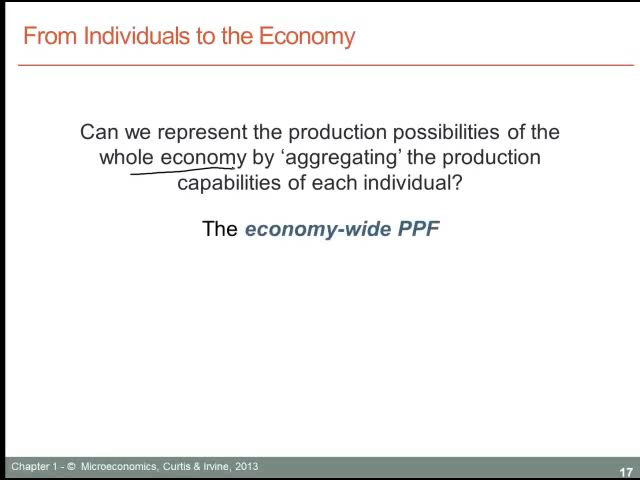 From Individuals to the Economy
Can we represent the production possibilities of the
whole economy by ‘aggregating’ the production
capabilities of each individual?
The economy-wide PPF
Chapter 1 - © Microeconomics, Curtis & Irvine, 2013
17